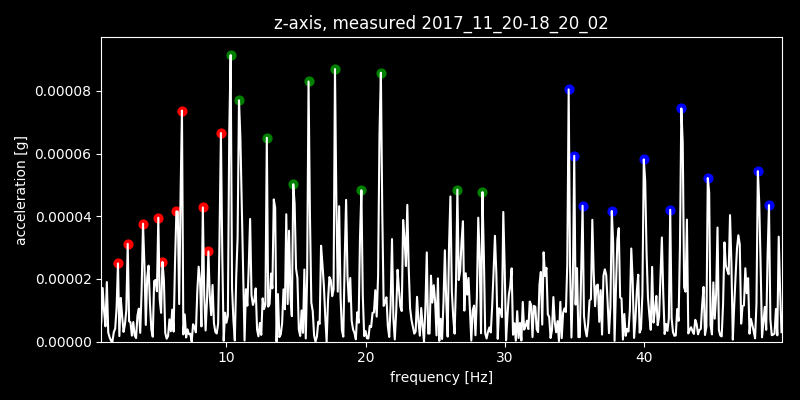 z-axis, measured 2017_11_20-18_20_02
acceleration [g]
0.00008
0.00006
0.00004
0.00002
0.00000
10 20 30 40
frequency [Hz]